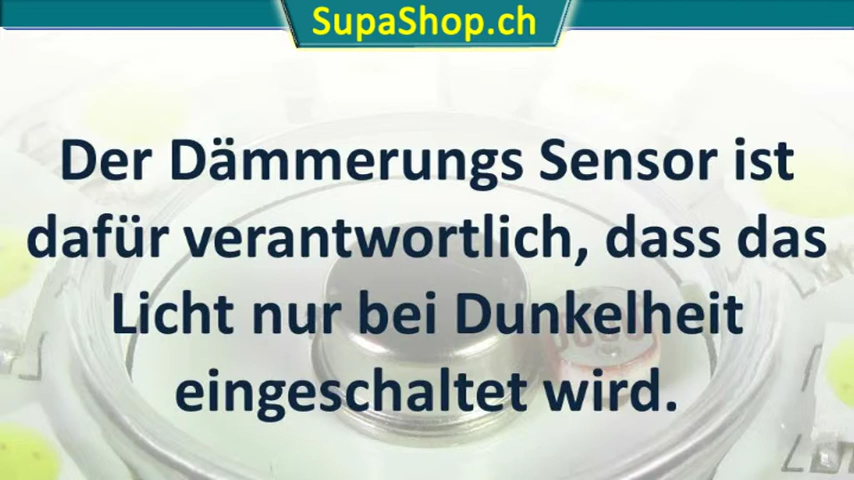 SupaShop.ch
Der Dämmerungs Sensor ist
dafür verantwortlich, dass das
Licht nur bei Dunkelheit
eingeschaltet wird.